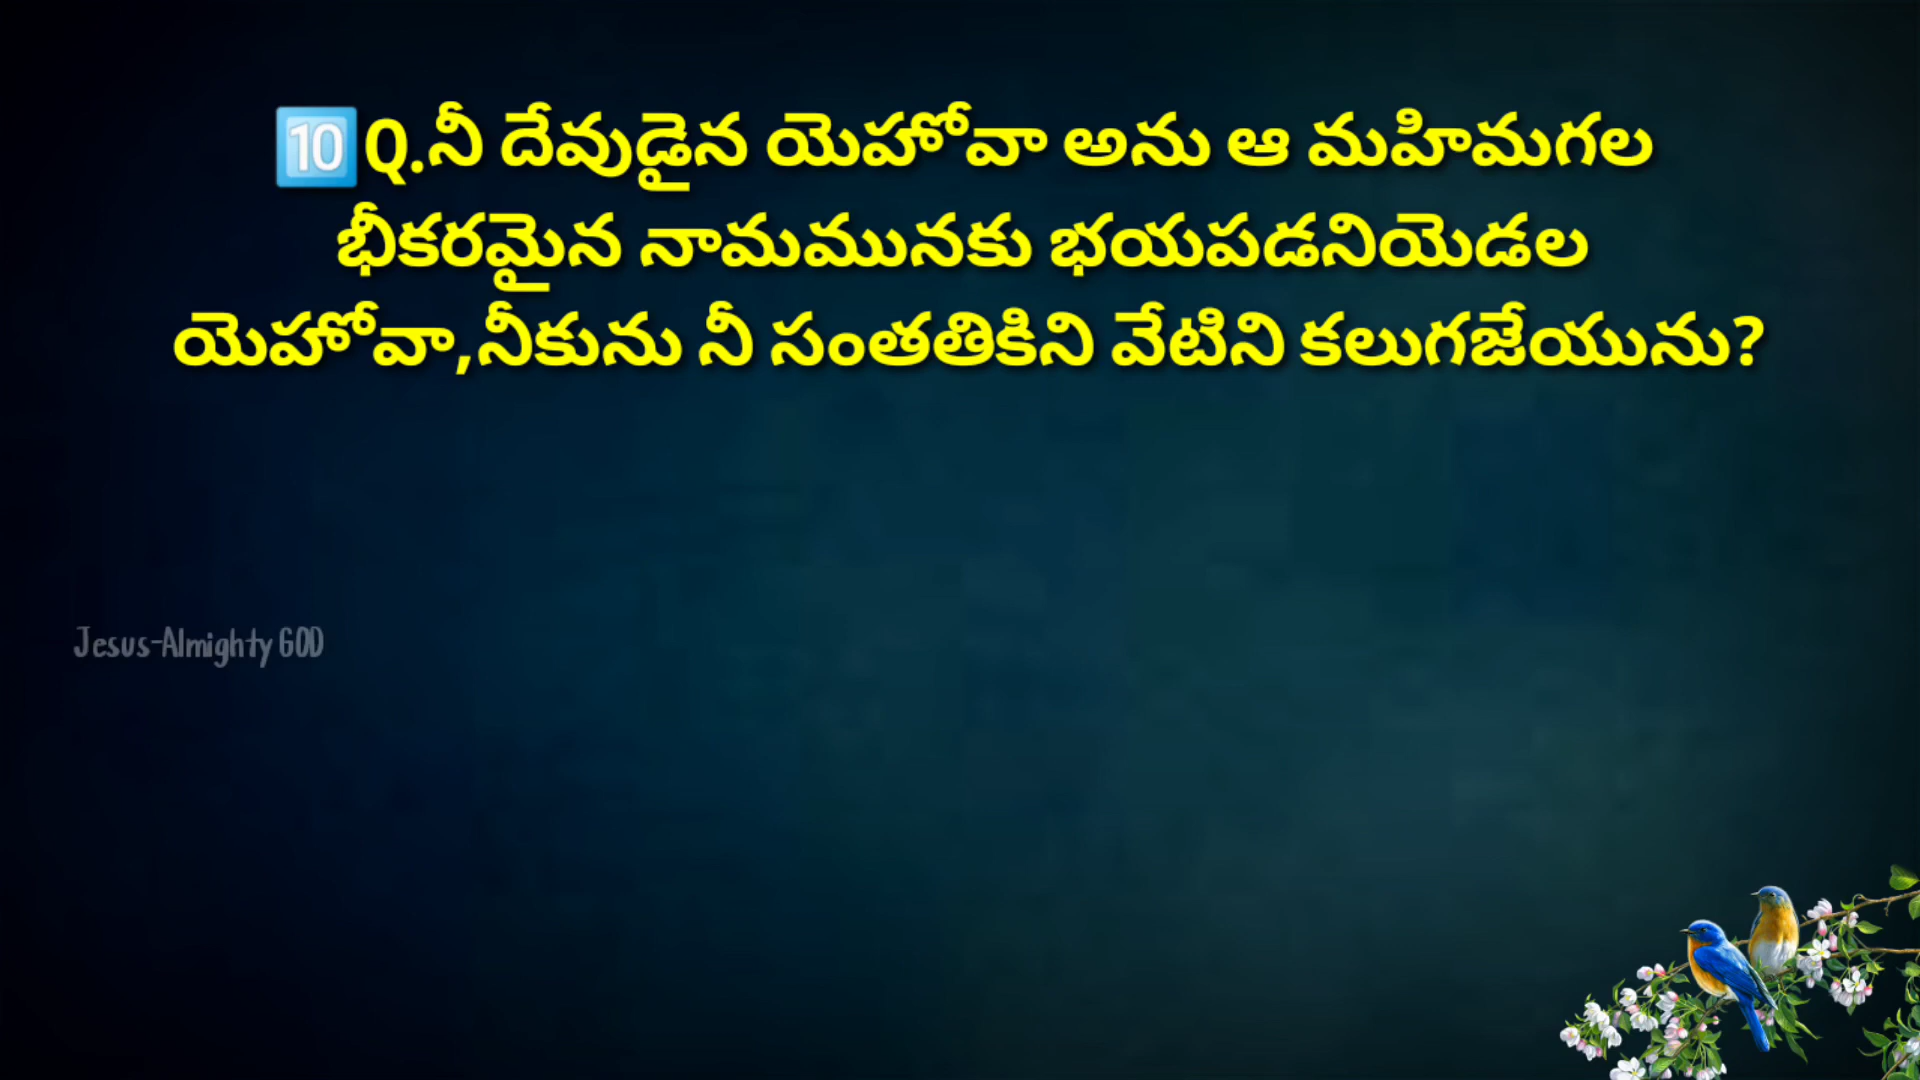 🔟Q.నీ దేవుడైన యెహోవా అను ఆ మహిమగల
భీకరమైన నామమునకు భయపడనియెడల
యెహోవా,నీకును నీ సంతతికిని వేటిని కలుగజేయును?
Jesus-Almighty GOD